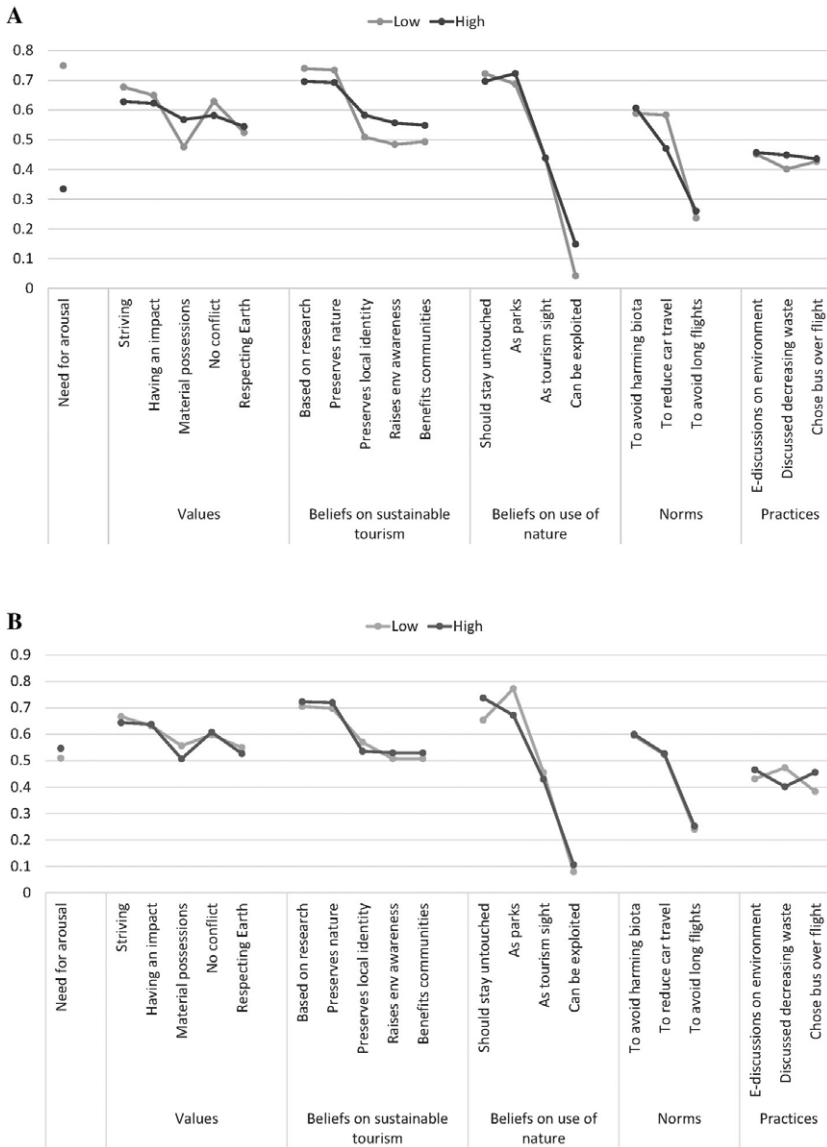 A
Low High
0.8
0.7
0.6
0.5
0.4
0.3
0.2
0.1
0
Need for arousal
Striving
Having an impact
Material possessions
No conflict
Respecting Earth
Based on research
Preserves nature
Preserves local identity
Raises env awareness
Benefits communities
Should stay untouched
As parks
As tourism sight
Can be exploited
To avoid harming biota
To reduce car travel
To avoid long flights
E-discussions on environment
Discussed decreasing waste
Chose bus over flight
Values
Beliefs on sustainable
tourism
Beliefs on use of
nature
Norms
Practices
B
Low High
0.9
0.8
0.7
0.6
0.5
0.4
0.3
0.2
0.1
0
Need for arousal
Striving
Having an impact
Material possessions
No conflict
Respecting Earth
Based on research
Preserves nature
Preserves local identity
Raises env awareness
Benefits communities
Should stay untouched
As parks
As tourism sight
Can be exploited
To avoid harming biota
To reduce car travel
To avoid long flights
E-discussions on environment
Discussed decreasing waste
Chose bus over flight
Values
Beliefs on sustainable
tourism
Beliefs on use of
nature
Norms
Practices